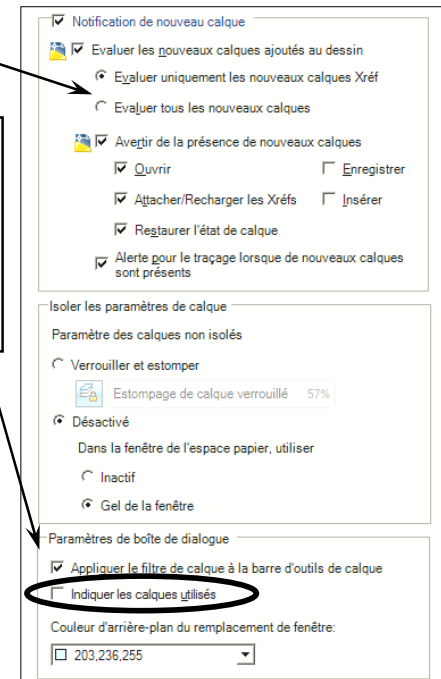 Notification de nouveau calque
Evaluer les nouveaux calques ajoutés au dessin
Evaluer uniquement les nouveaux calques Xréf
Evaluer tous les nouveaux calques
Avertir de la présence de nouveaux calques
Ouvrir Enregistrer
Attacher/Recharger les Xréfs Insérer
Restaurer l'état de calque
Alerte pour le traçage lorsque de nouveaux calques
sont présents
Isoler les paramètres de calque
Paramètre des calques non isolés
Verrouiller et estomper
Estompage de calque verrouillé 57%
Désactivé
Dans la fenêtre de l'espace papier, utiliser
Inactif
Gel de la fenêtre
Paramètres de boîte de dialogue
Appliquer le filtre de calque à la barre d'outils de calque
Indiquer les calques utilisés
Couleur d'arrière-plan du remplacement de fenêtre:
203,236,255